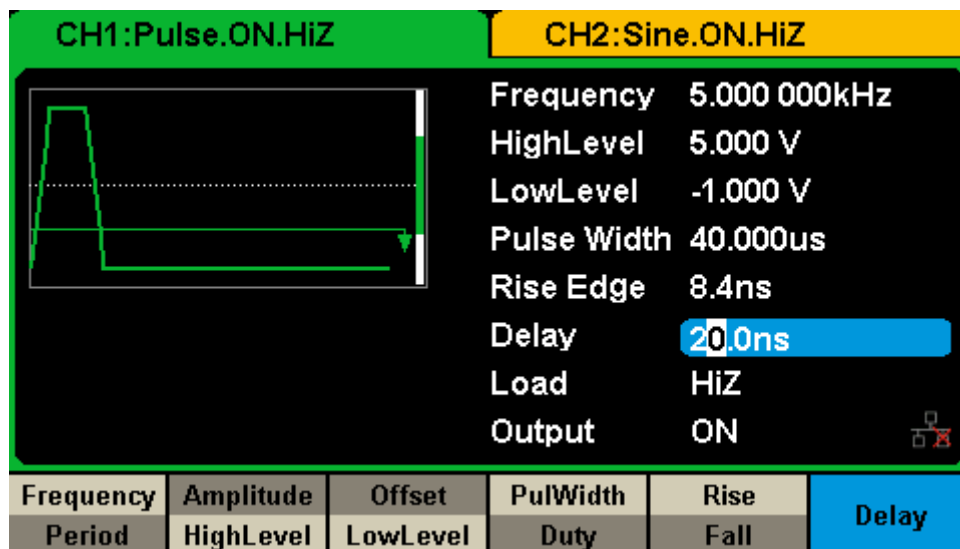 CH1:Pulse.ON.HiZ
CH2:Sine.ON.HiZ
Frequency 5.000 000kHz
HighLevel 5.000 V
LowLevel -1.000 V
Pulse Width 40.000us
Rise Edge 8.4ns
Delay 20.0ns
Load HiZ
Output ON
Frequency Amplitude Offset PulWidth Rise Delay
Period HighLevel LowLevel Duty Fall